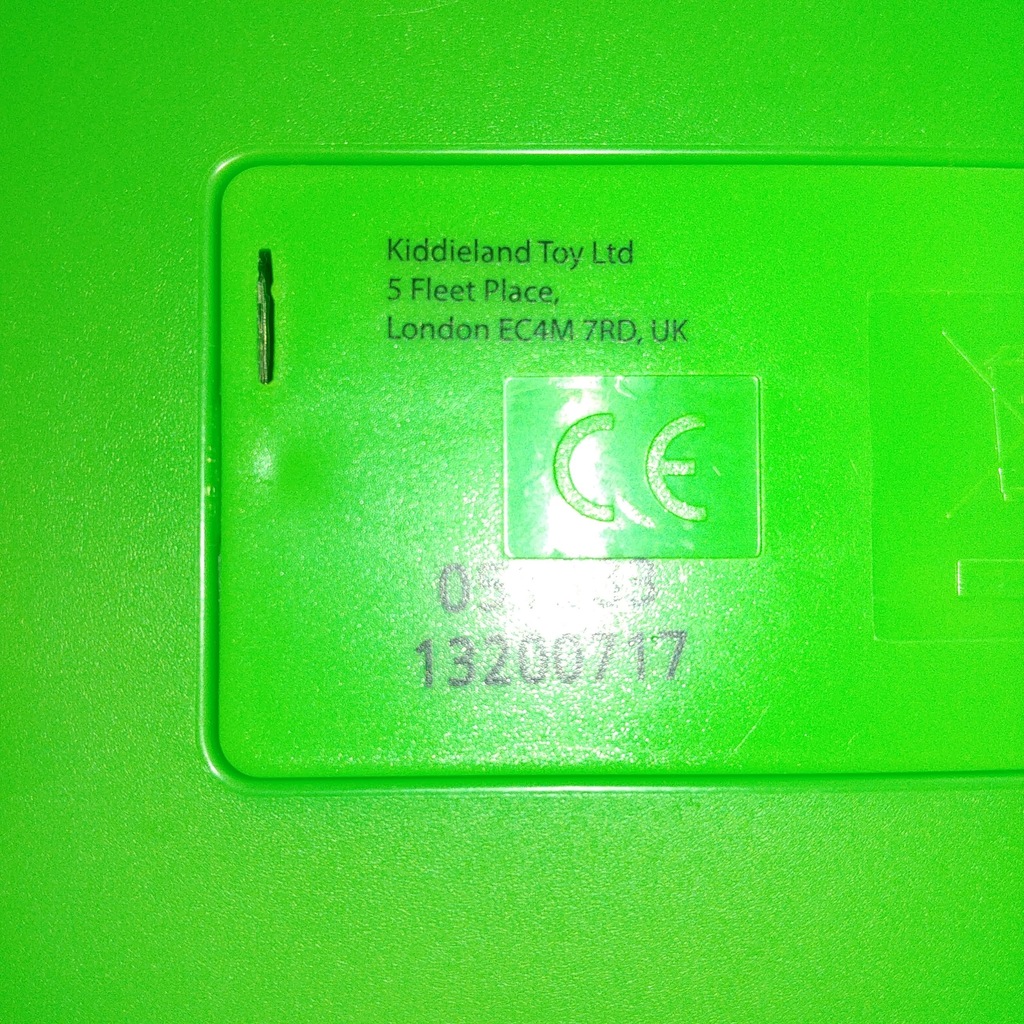 Kiddieland Toy Ltd
5 Fleet Place,
London EC4M 7RD, UK
CE
13200717